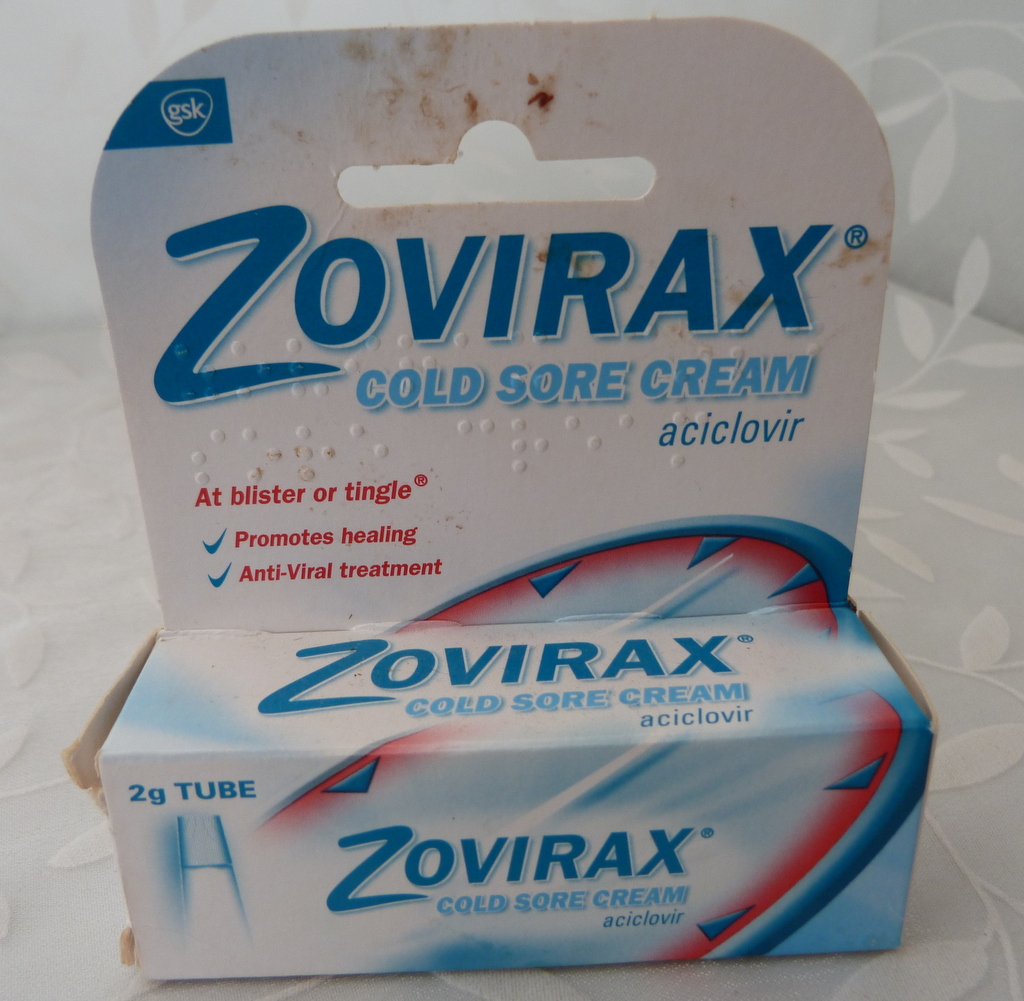 gsk
ZOVIRAX®
COLD SORE CREAM
aciclovir
At blister or tingle®
Promotes healing
Anti-Viral treatment
ZOVIRAX®
COLD SORE CREAM
aciclovir
2g TUBE
ZOVIRAX®
COLD SORE CREAM
aciclovir